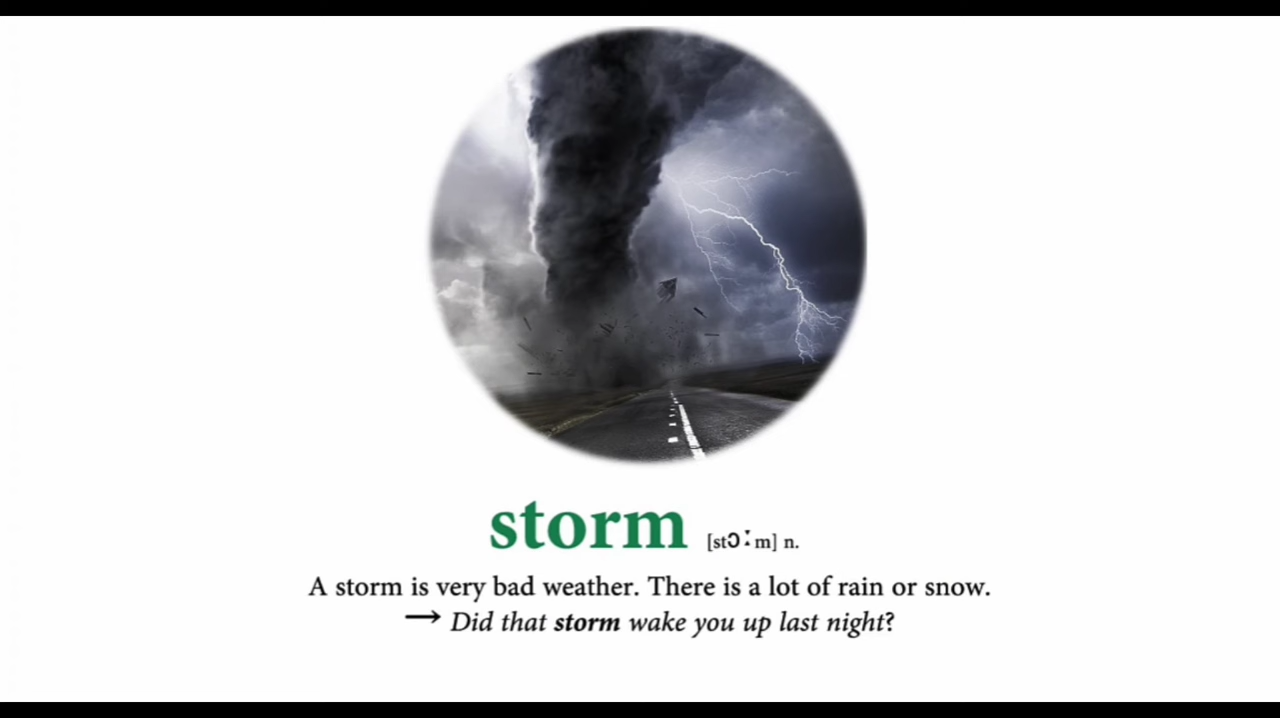 storm [stɔːm] n.
A storm is very bad weather. There is a lot of rain or snow.
→ Did that storm wake you up last night?